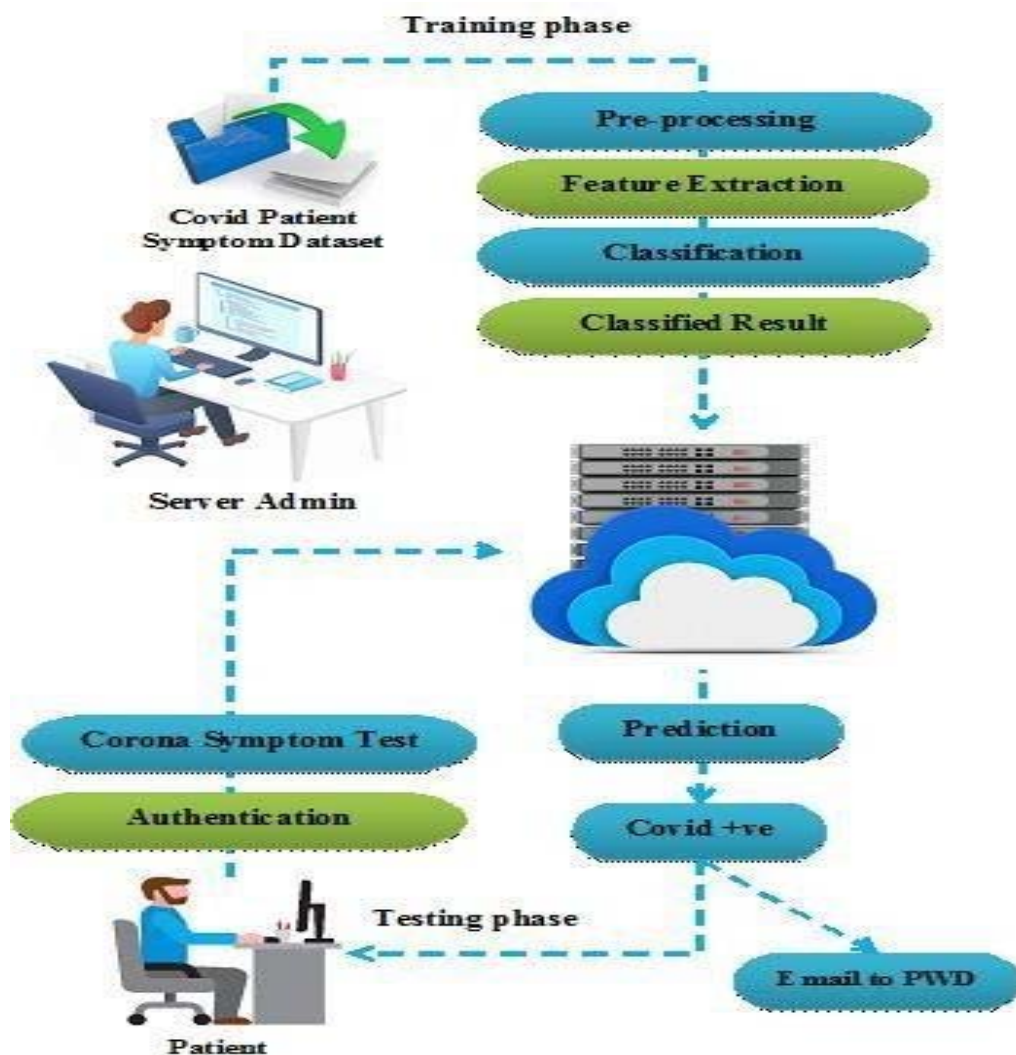 Training phase
Pre-processing
Feature Extraction
Covid Patient
Symptom Dataset
Classification
Classified Result
Server Admin
Corona Symptom Test
Prediction
Authentication
Covid +ve
Testing phase
Email to PWD
Patient